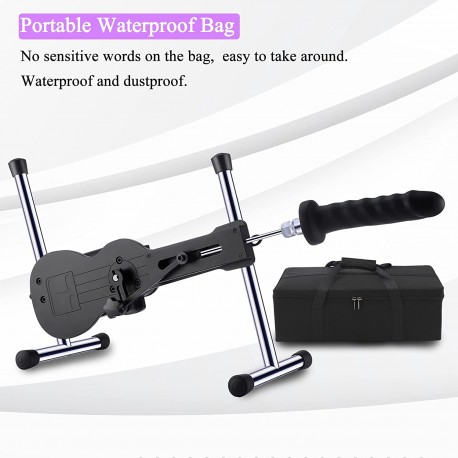 Portable Waterproof Bag
No sensitive words on the bag, easy to take around.
Waterproof and dustproof.